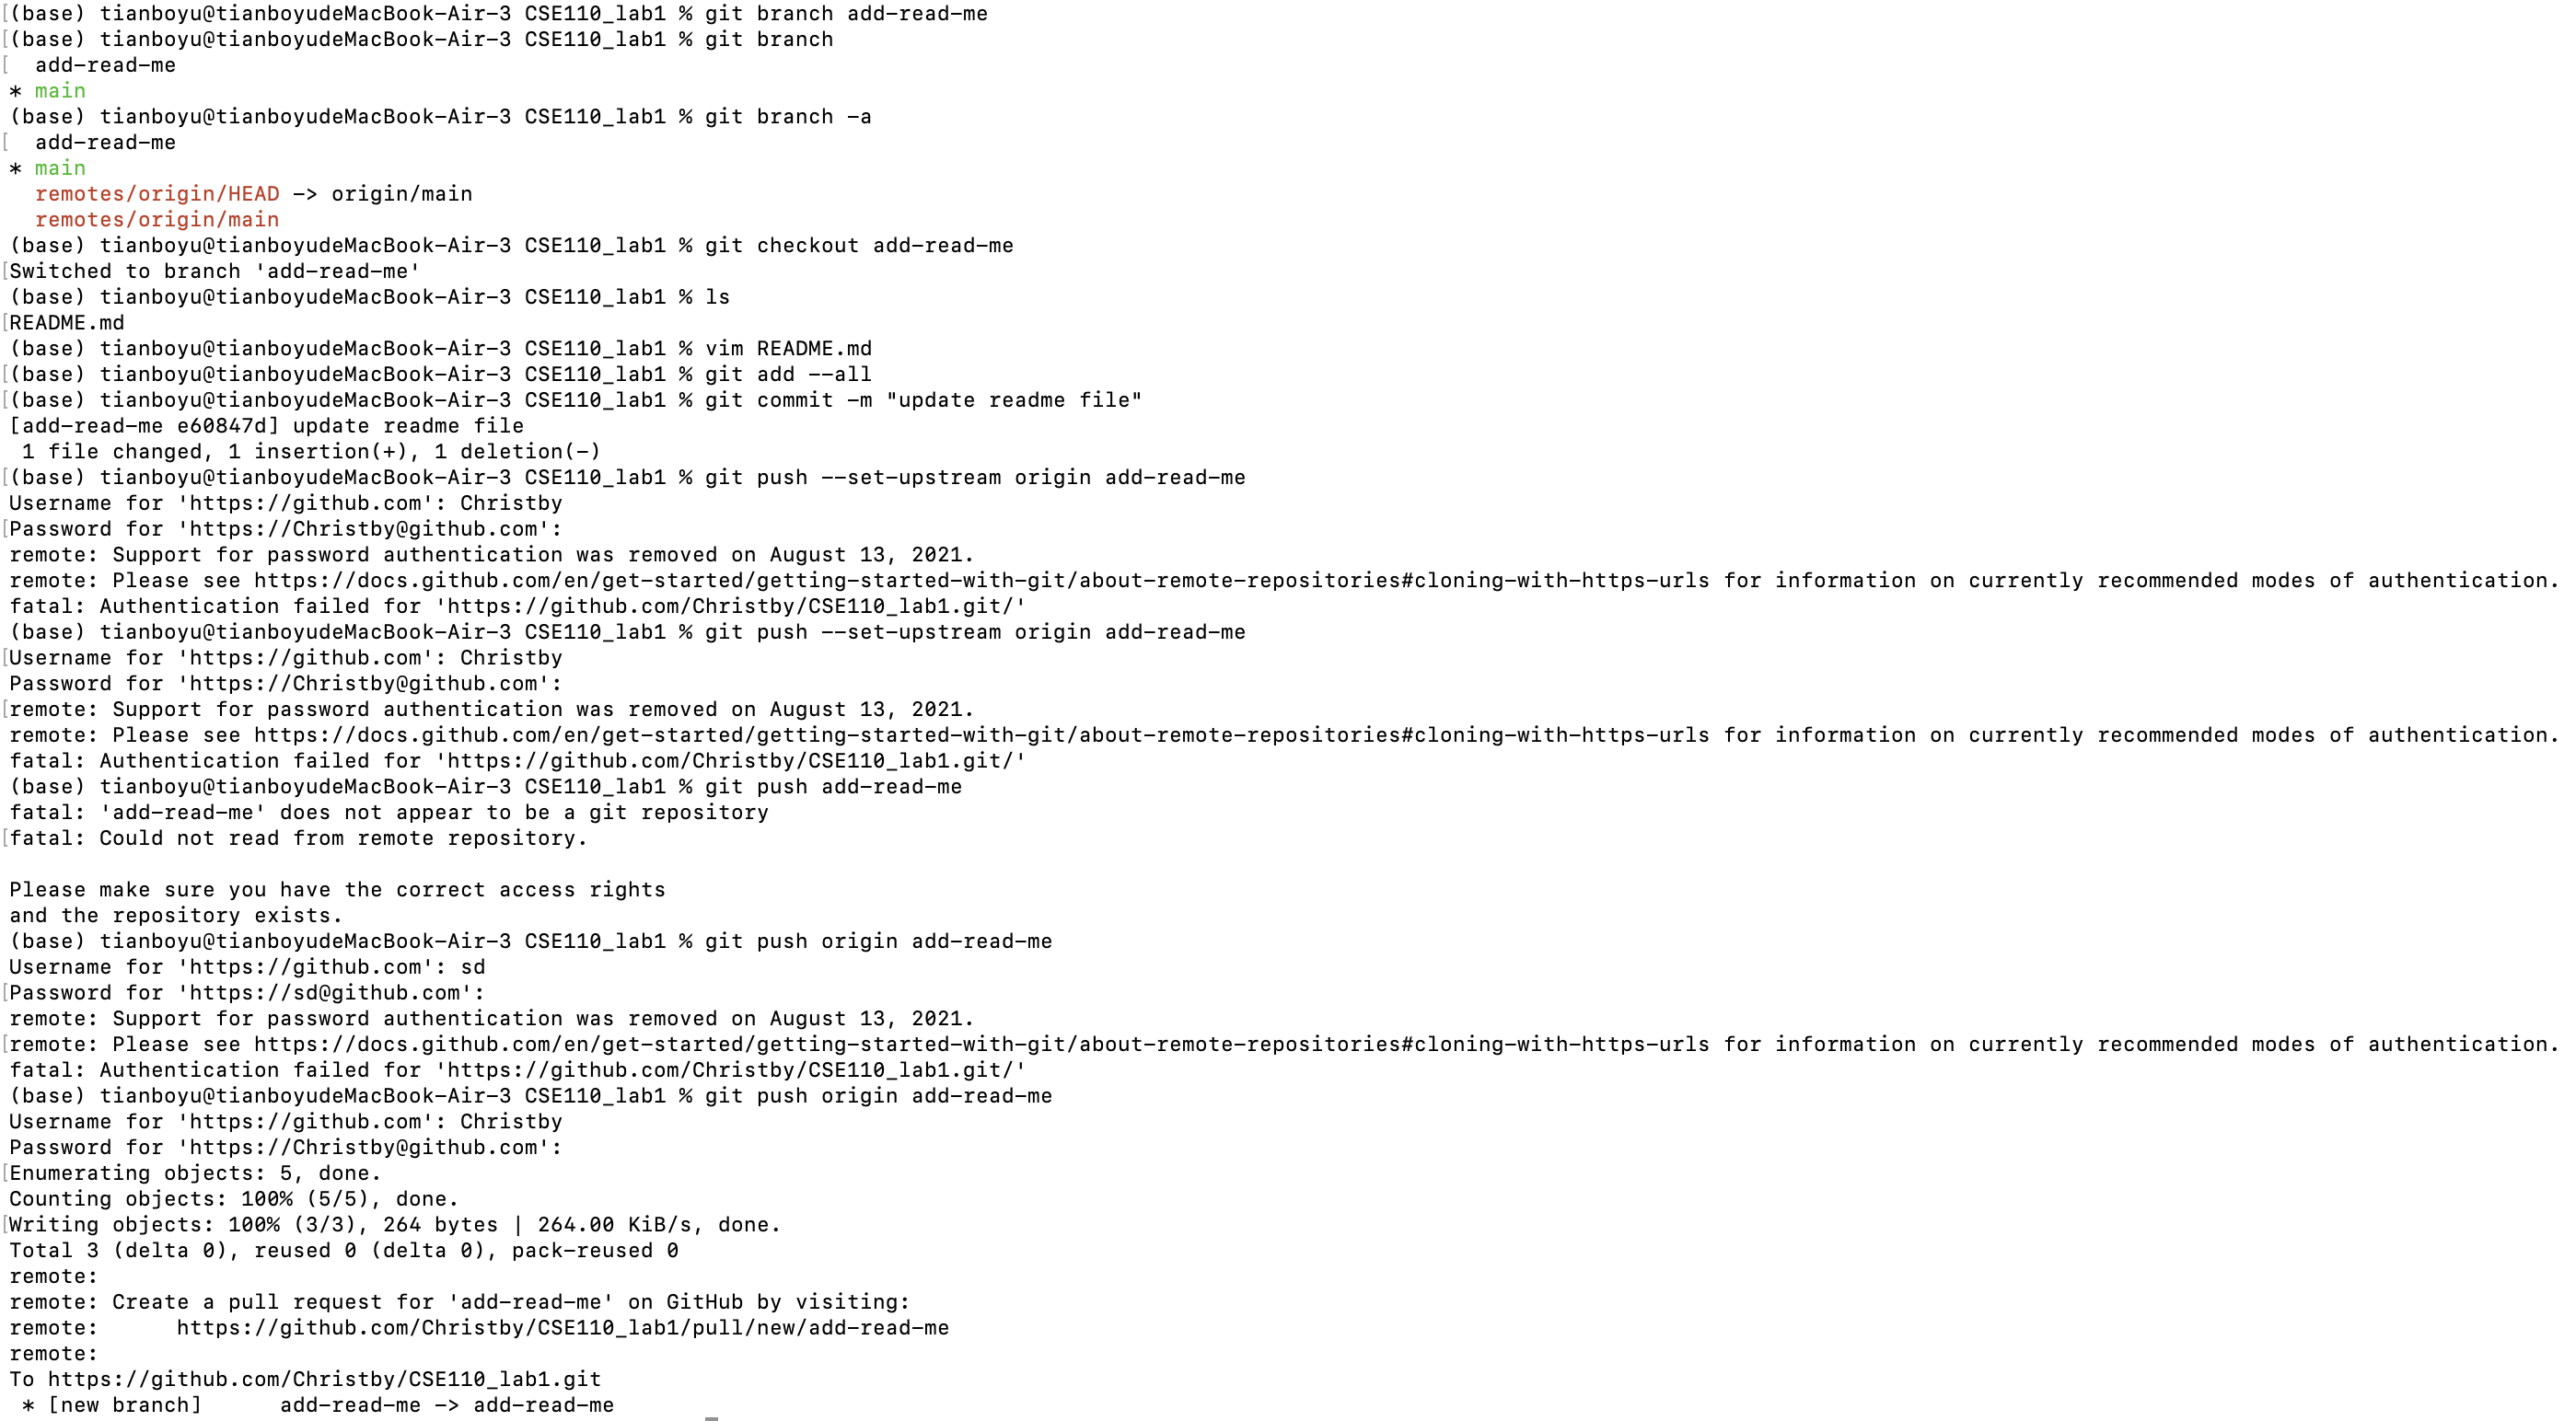 (base) tianboyu@tianboyudeMacBook-Air-3 CSE110_lab1 % git branch add-read-me
(base) tianboyu@tianboyudeMacBook-Air-3 CSE110_lab1 % git branch
  add-read-me
* main
(base) tianboyu@tianboyudeMacBook-Air-3 CSE110_lab1 % git branch -a
  add-read-me
* main
  remotes/origin/HEAD -> origin/main
  remotes/origin/main
(base) tianboyu@tianboyudeMacBook-Air-3 CSE110_lab1 % git checkout add-read-me
Switched to branch 'add-read-me'
(base) tianboyu@tianboyudeMacBook-Air-3 CSE110_lab1 % ls
README.md
(base) tianboyu@tianboyudeMacBook-Air-3 CSE110_lab1 % vim README.md
(base) tianboyu@tianboyudeMacBook-Air-3 CSE110_lab1 % git add --all
(base) tianboyu@tianboyudeMacBook-Air-3 CSE110_lab1 % git commit -m "update readme file"
[add-read-me e60847d] update readme file
 1 file changed, 1 insertion(+), 1 deletion(-)
(base) tianboyu@tianboyudeMacBook-Air-3 CSE110_lab1 % git push --set-upstream origin add-read-me
Username for 'https://github.com': Christby
Password for 'https://Christby@github.com':
remote: Support for password authentication was removed on August 13, 2021.
remote: Please see https://docs.github.com/en/get-started/getting-started-with-git/about-remote-repositories#cloning-with-https-urls for information on currently recommended modes of authentication.
fatal: Authentication failed for 'https://github.com/Christby/CSE110_lab1.git/'
(base) tianboyu@tianboyudeMacBook-Air-3 CSE110_lab1 % git push --set-upstream origin add-read-me
Username for 'https://github.com': Christby
Password for 'https://Christby@github.com':
remote: Support for password authentication was removed on August 13, 2021.
remote: Please see https://docs.github.com/en/get-started/getting-started-with-git/about-remote-repositories#cloning-with-https-urls for information on currently recommended modes of authentication.
fatal: Authentication failed for 'https://github.com/Christby/CSE110_lab1.git/'
(base) tianboyu@tianboyudeMacBook-Air-3 CSE110_lab1 % git push add-read-me
fatal: 'add-read-me' does not appear to be a git repository
fatal: Could not read from remote repository.

Please make sure you have the correct access rights
and the repository exists.
(base) tianboyu@tianboyudeMacBook-Air-3 CSE110_lab1 % git push origin add-read-me
Username for 'https://github.com': sd
Password for 'https://sd@github.com':
remote: Support for password authentication was removed on August 13, 2021.
remote: Please see https://docs.github.com/en/get-started/getting-started-with-git/about-remote-repositories#cloning-with-https-urls for information on currently recommended modes of authentication.
fatal: Authentication failed for 'https://github.com/Christby/CSE110_lab1.git/'
(base) tianboyu@tianboyudeMacBook-Air-3 CSE110_lab1 % git push origin add-read-me
Username for 'https://github.com': Christby
Password for 'https://Christby@github.com':
Enumerating objects: 5, done.
Counting objects: 100% (5/5), done.
Writing objects: 100% (3/3), 264 bytes | 264.00 KiB/s, done.
Total 3 (delta 0), reused 0 (delta 0), pack-reused 0
remote:
remote: Create a pull request for 'add-read-me' on GitHub by visiting:
remote:      https://github.com/Christby/CSE110_lab1/pull/new/add-read-me
remote:
To https://github.com/Christby/CSE110_lab1.git
 * [new branch]      add-read-me -> add-read-me